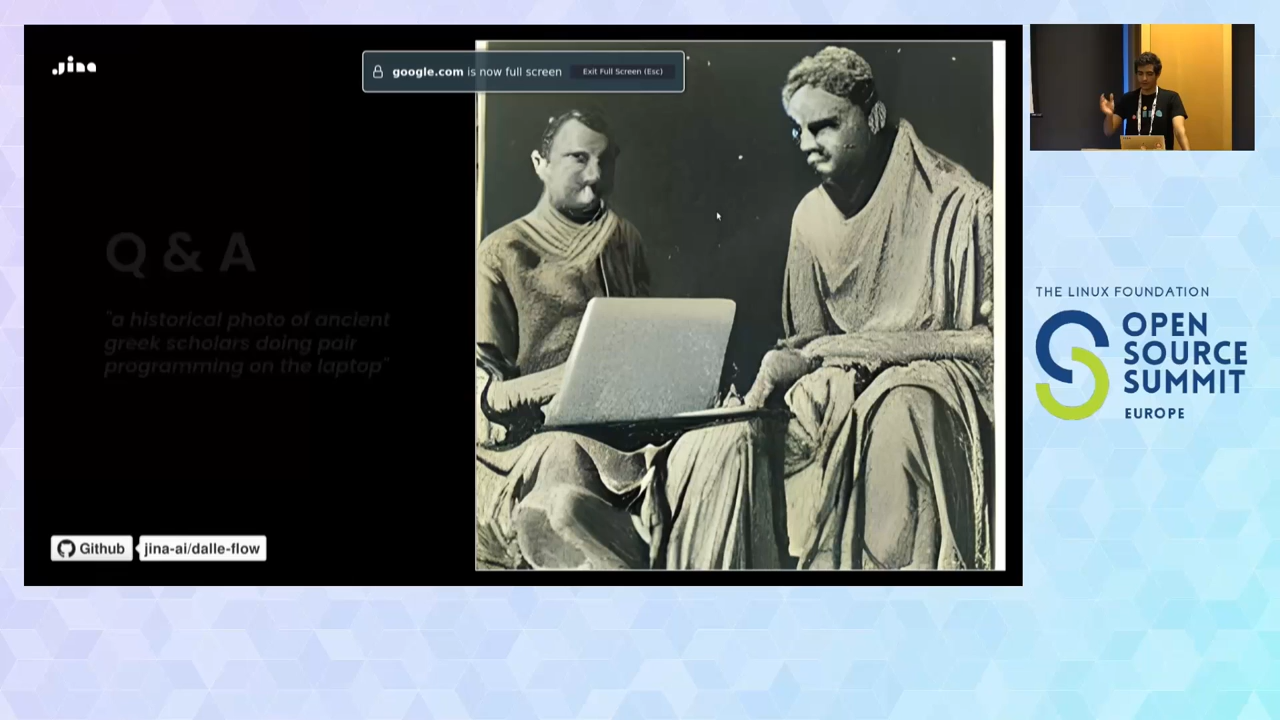 Jina
google.com is now full screen
Exit Full Screen (Esc)
Q & A
"a historical photo of ancient
greek scholars doing pair
programming on the laptop"
Github
jina-ai/dalle-flow
THE LINUX FOUNDATION
OPEN
SOURCE
SUMMIT
EUROPE